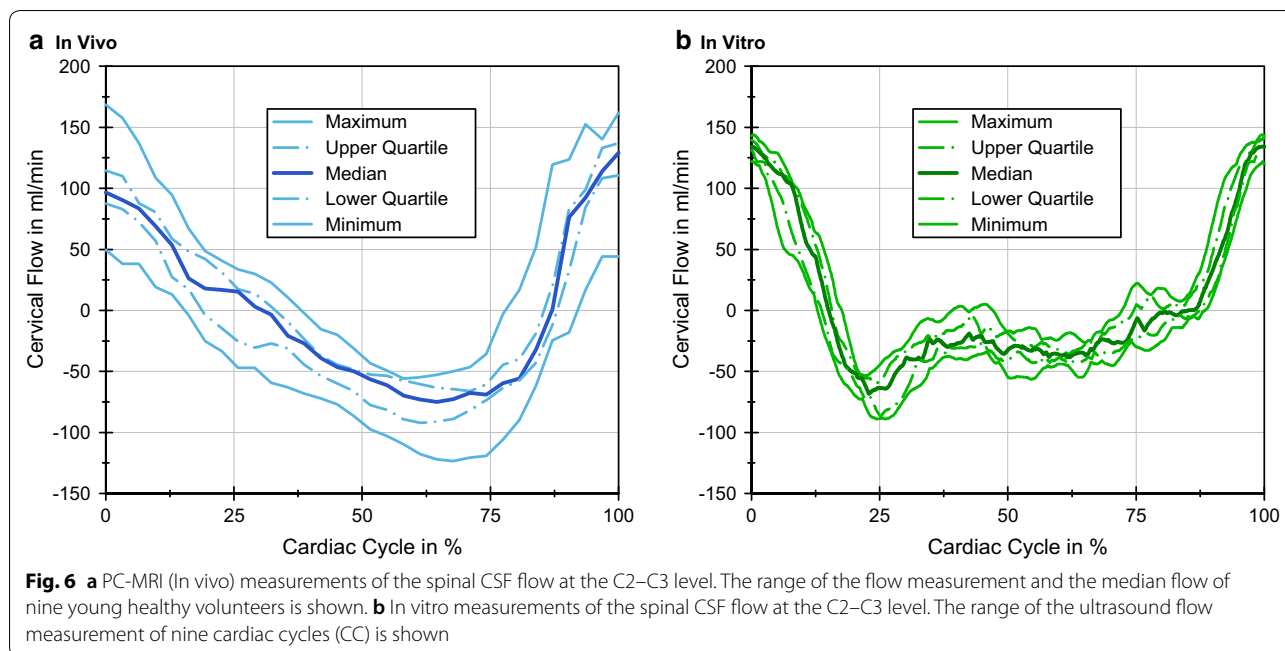 a In Vivo
200
150
100
50
0
-50
-100
-150
Cervical Flow in ml/min
Maximum
Upper Quartile
Median
Lower Quartile
Minimum
0 25 50 75 100
Cardiac Cycle in %
b In Vitro
200
150
100
50
0
-50
-100
-150
Cervical Flow in ml/min
Maximum
Upper Quartile
Median
Lower Quartile
Minimum
0 25 50 75 100
Cardiac Cycle in %
Fig. 6 a PC-MRI (In vivo) measurements of the spinal CSF flow at the C2–C3 level. The range of the flow measurement and the median flow of
nine young healthy volunteers is shown. b In vitro measurements of the spinal CSF flow at the C2–C3 level. The range of the ultrasound flow
measurement of nine cardiac cycles (CC) is shown